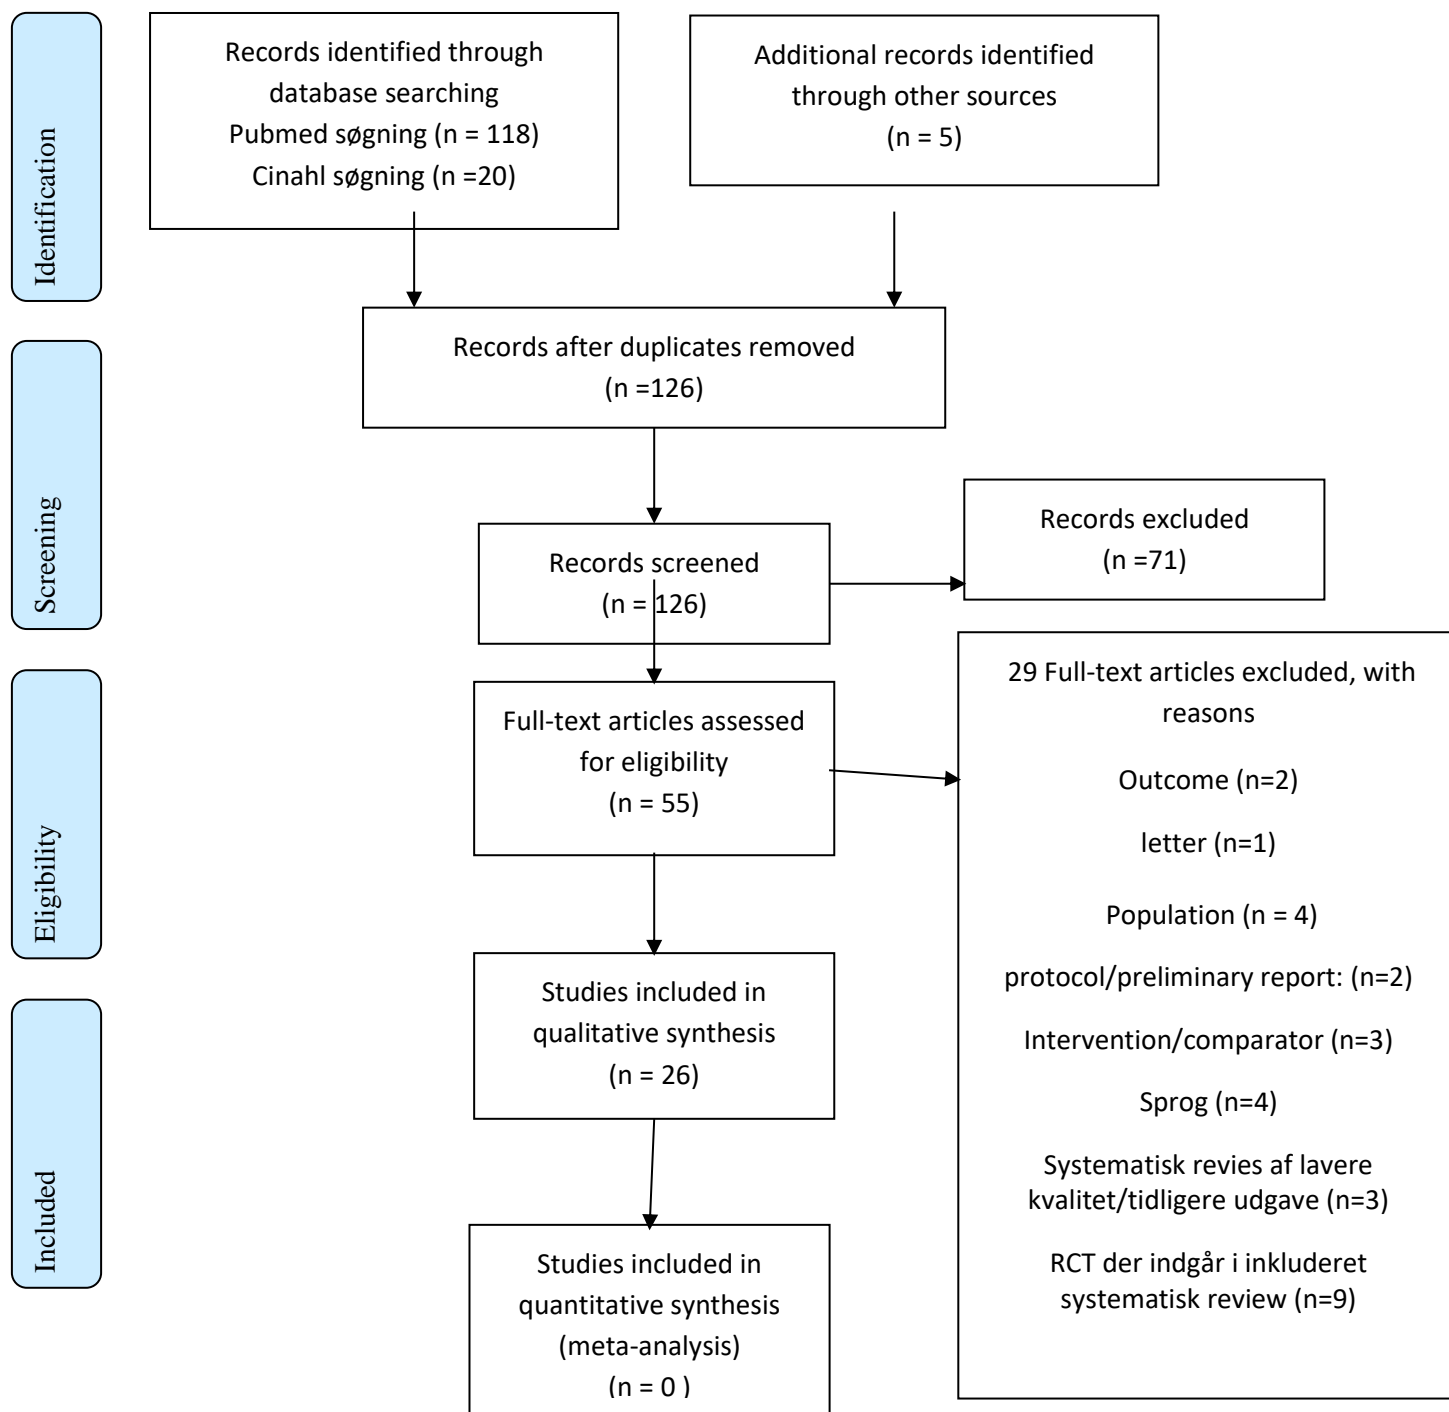 Identification
Records identified through
database searching
Pubmed søgning (n = 118)
Cinahl søgning (n =20)
Additional records identified
through other sources
(n = 5)
Records after duplicates removed
(n =126)
Screening
Records screened
(n = 126)
Records excluded
(n =71)
Eligibility
Full-text articles assessed
for eligibility
(n = 55)
29 Full-text articles excluded, with
reasons
Outcome (n=2)
letter (n=1)
Population (n = 4)
protocol/preliminary report: (n=2)
Intervention/comparator (n=3)
Sprog (n=4)
Systematisk revies af lavere
kvalitet/tidligere udgave (n=3)
RCT der indgår i inkluderet
systematisk review (n=9)
Studies included in
qualitative synthesis
(n = 26)
Included
Studies included in
quantitative synthesis
(meta-analysis)
(n = 0 )